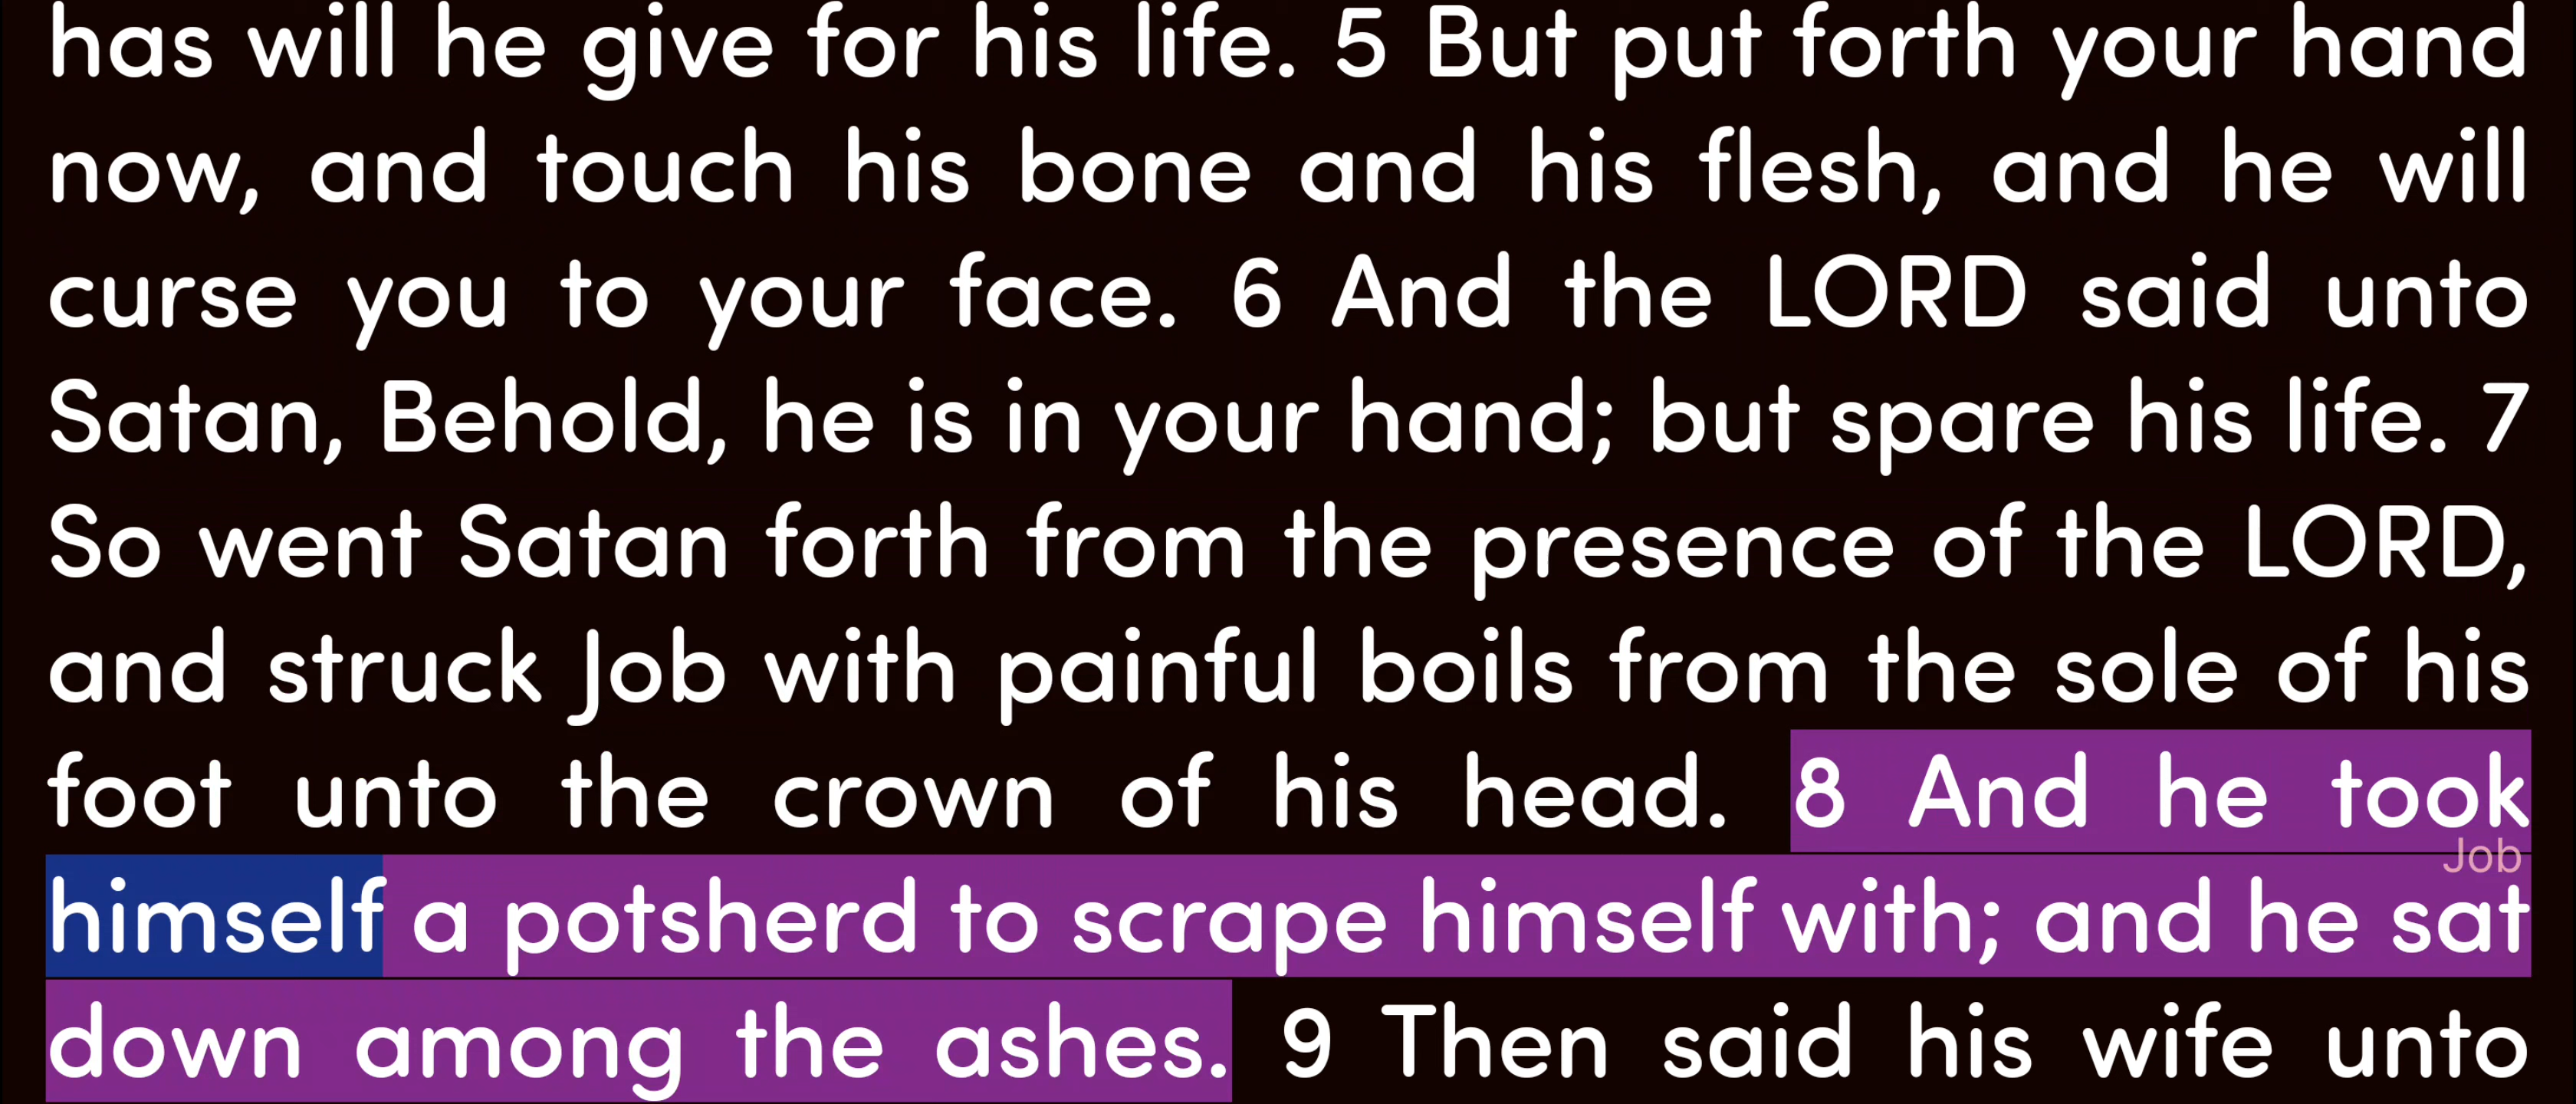 has will he give for his life. 5 But put forth your hand
now, and touch his bone and his flesh, and he will
curse you to your face. 6 And the LORD said unto
Satan, Behold, he is in your hand; but spare his life. 7
So went Satan forth from the presence of the LORD,
and struck Job with painful boils from the sole of his
foot unto the crown of his head. 8 And he took
Job
himself a potsherd to scrape himself with; and he sat
down among the ashes. 9 Then said his wife unto